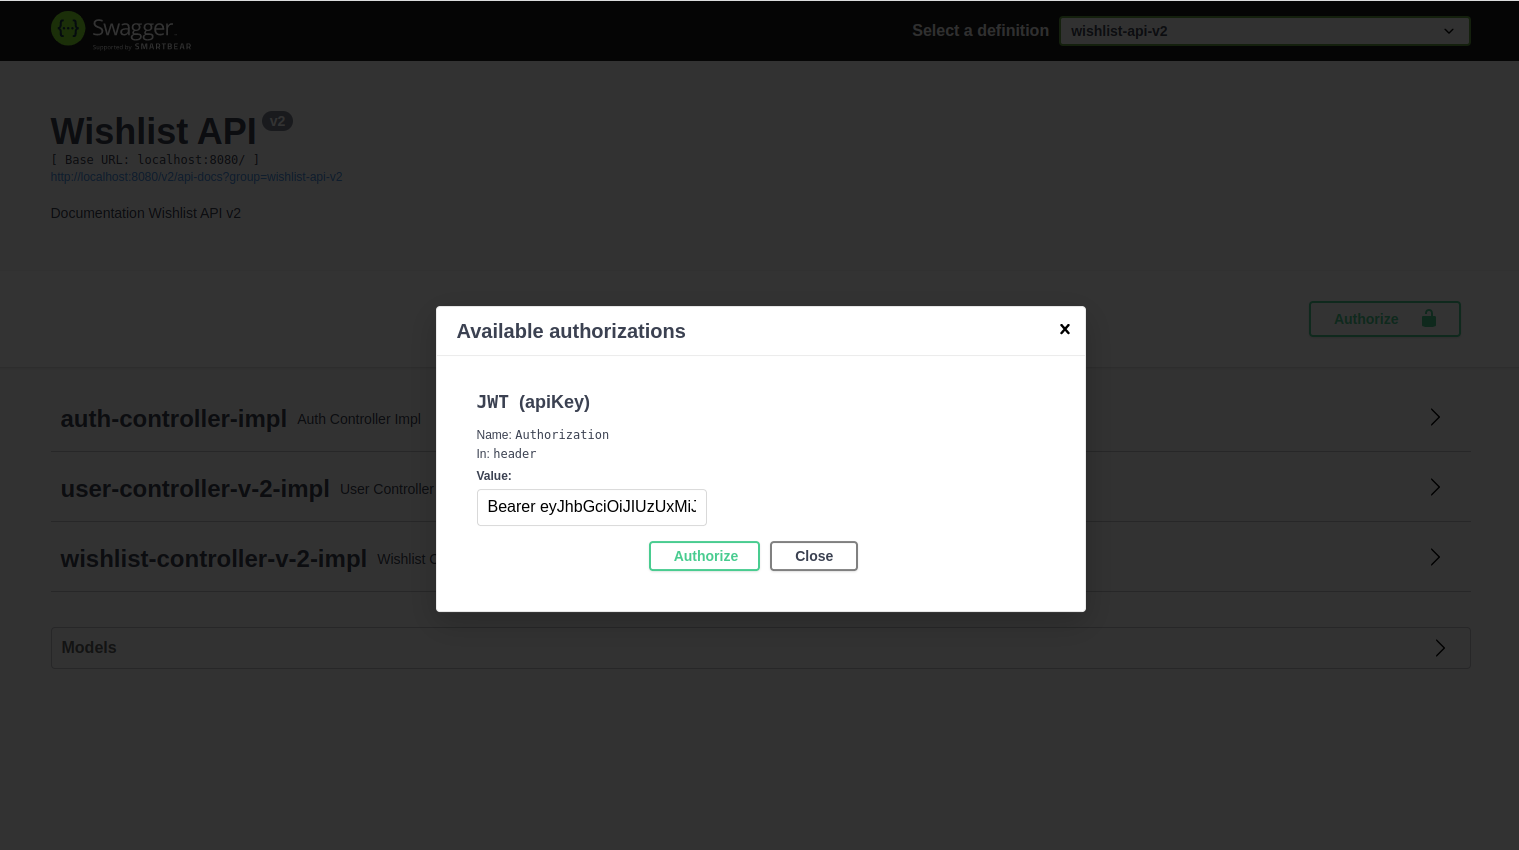 Swagger
Supported by SMARTBEAR
Select a definition
wishlist-api-v2
Wishlist API v2
[ Base URL: localhost:8080/ ]
http://localhost:8080/v2/api-docs?group=wishlist-api-v2
Documentation Wishlist API v2
Authorize
Available authorizations
JWT (apiKey)
Name: Authorization
In: header
Value:
Bearer eyJhbGciOiJIUzUxMiJ
Authorize Close
auth-controller-impl Auth Controller Impl
user-controller-v-2-impl User Controller
wishlist-controller-v-2-impl Wishlist
Models